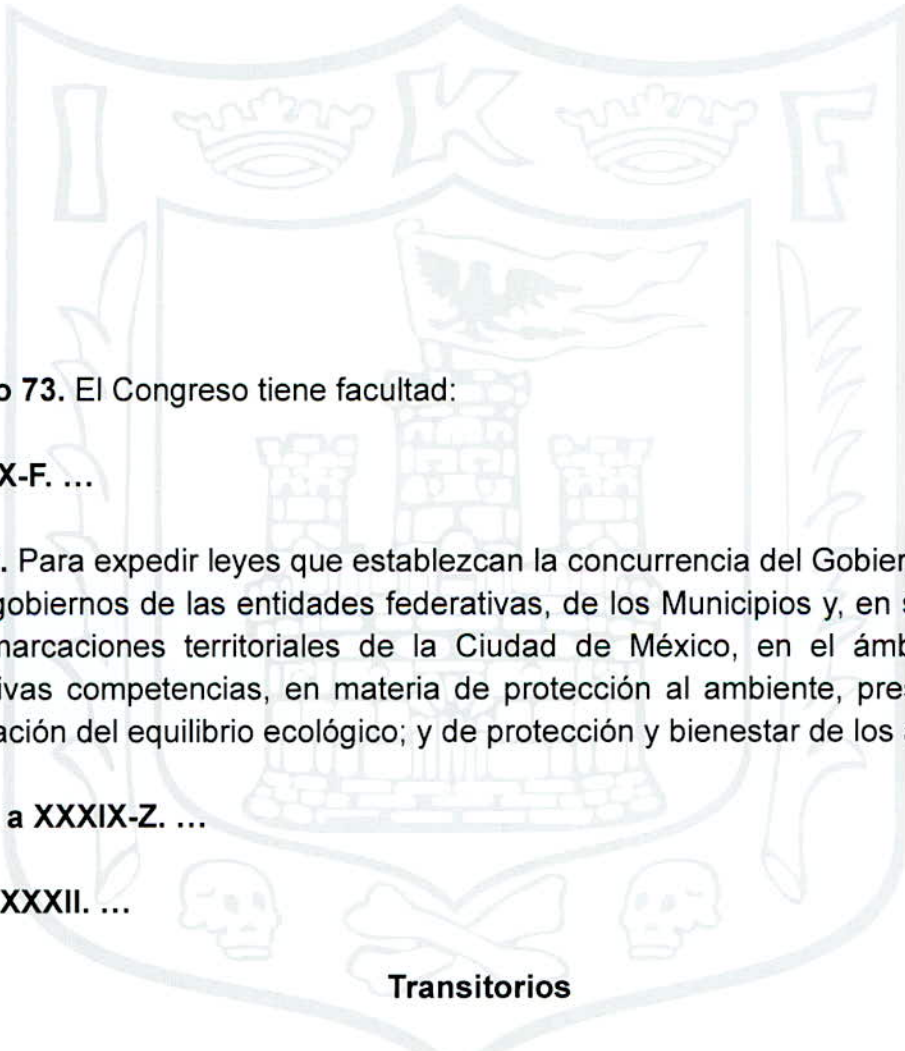 I K F
o 73. El Congreso tiene facultad:
X-F. ...
. Para expedir leyes que establezcan la concurrencia del Gobier
gobiernos de las entidades federativas, de los Municipios y, en s
marcaciones territoriales de la Ciudad de México, en el ámb
ivas competencias, en materia de protección al ambiente, pres
ación del equilibrio ecológico; y de protección y bienestar de los
a XXXIX-Z. ...
XXXII. ...
Transitorios